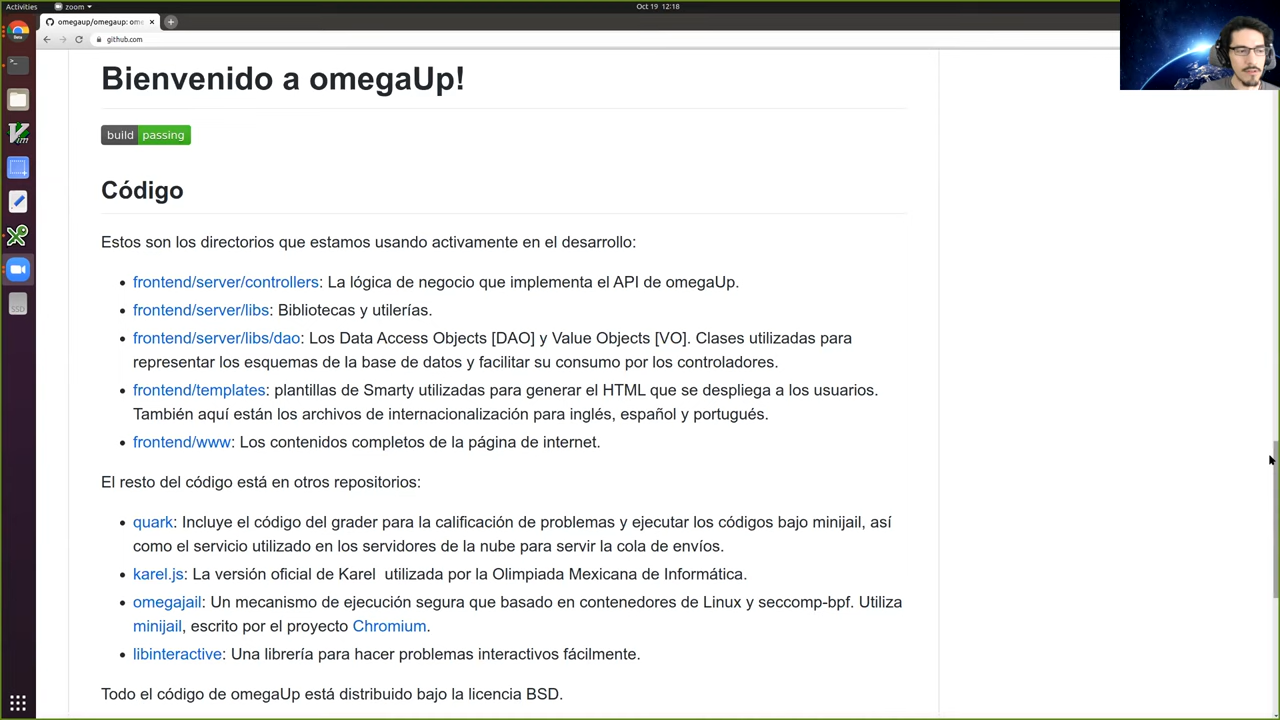 Activities
zoom
Oct 19 12:18
omegaup/omegaup: ome
github.com
Bienvenido a omegaUp!
build passing
Código
Estos son los directorios que estamos usando activamente en el desarrollo:
frontend/server/controllers: La lógica de negocio que implementa el API de omegaUp.
frontend/server/libs: Bibliotecas y utilerías.
frontend/server/libs/dao: Los Data Access Objects [DAO] y Value Objects [VO]. Clases utilizadas para
representar los esquemas de la base de datos y facilitar su consumo por los controladores.
frontend/templates: plantillas de Smarty utilizadas para generar el HTML que se despliega a los usuarios.
También aquí están los archivos de internacionalización para inglés, español y portugués.
frontend/www: Los contenidos completos de la página de internet.
El resto del código está en otros repositorios:
quark: Incluye el código del grader para la calificación de problemas y ejecutar los códigos bajo minijail, así
como el servicio utilizado en los servidores de la nube para servir la cola de envíos.
karel.js: La versión oficial de Karel utilizada por la Olimpiada Mexicana de Informática.
omegajail: Un mecanismo de ejecución segura que basado en contenedores de Linux y seccomp-bpf. Utiliza
minijail, escrito por el proyecto Chromium.
libinteractive: Una librería para hacer problemas interactivos fácilmente.
Todo el código de omegaUp está distribuido bajo la licencia BSD.